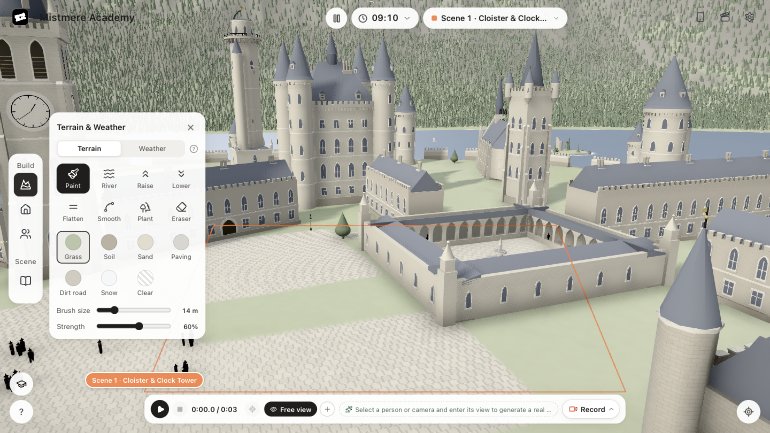 Mistmere Academy
09:10
Scene 1 · Cloister & Clock...
Terrain & Weather
Terrain
Weather
Build
Paint
River
Raise
Lower
Flatten
Smooth
Plant
Eraser
Scene
Grass
Soil
Sand
Paving
Dirt road
Snow
Clear
Brush size
14 m
Strength
60%
Scene 1 · Cloister & Clock Tower
0:00.0 / 0:03
Free view
Select a person or camera and enter its view to generate a real ...
Record
?